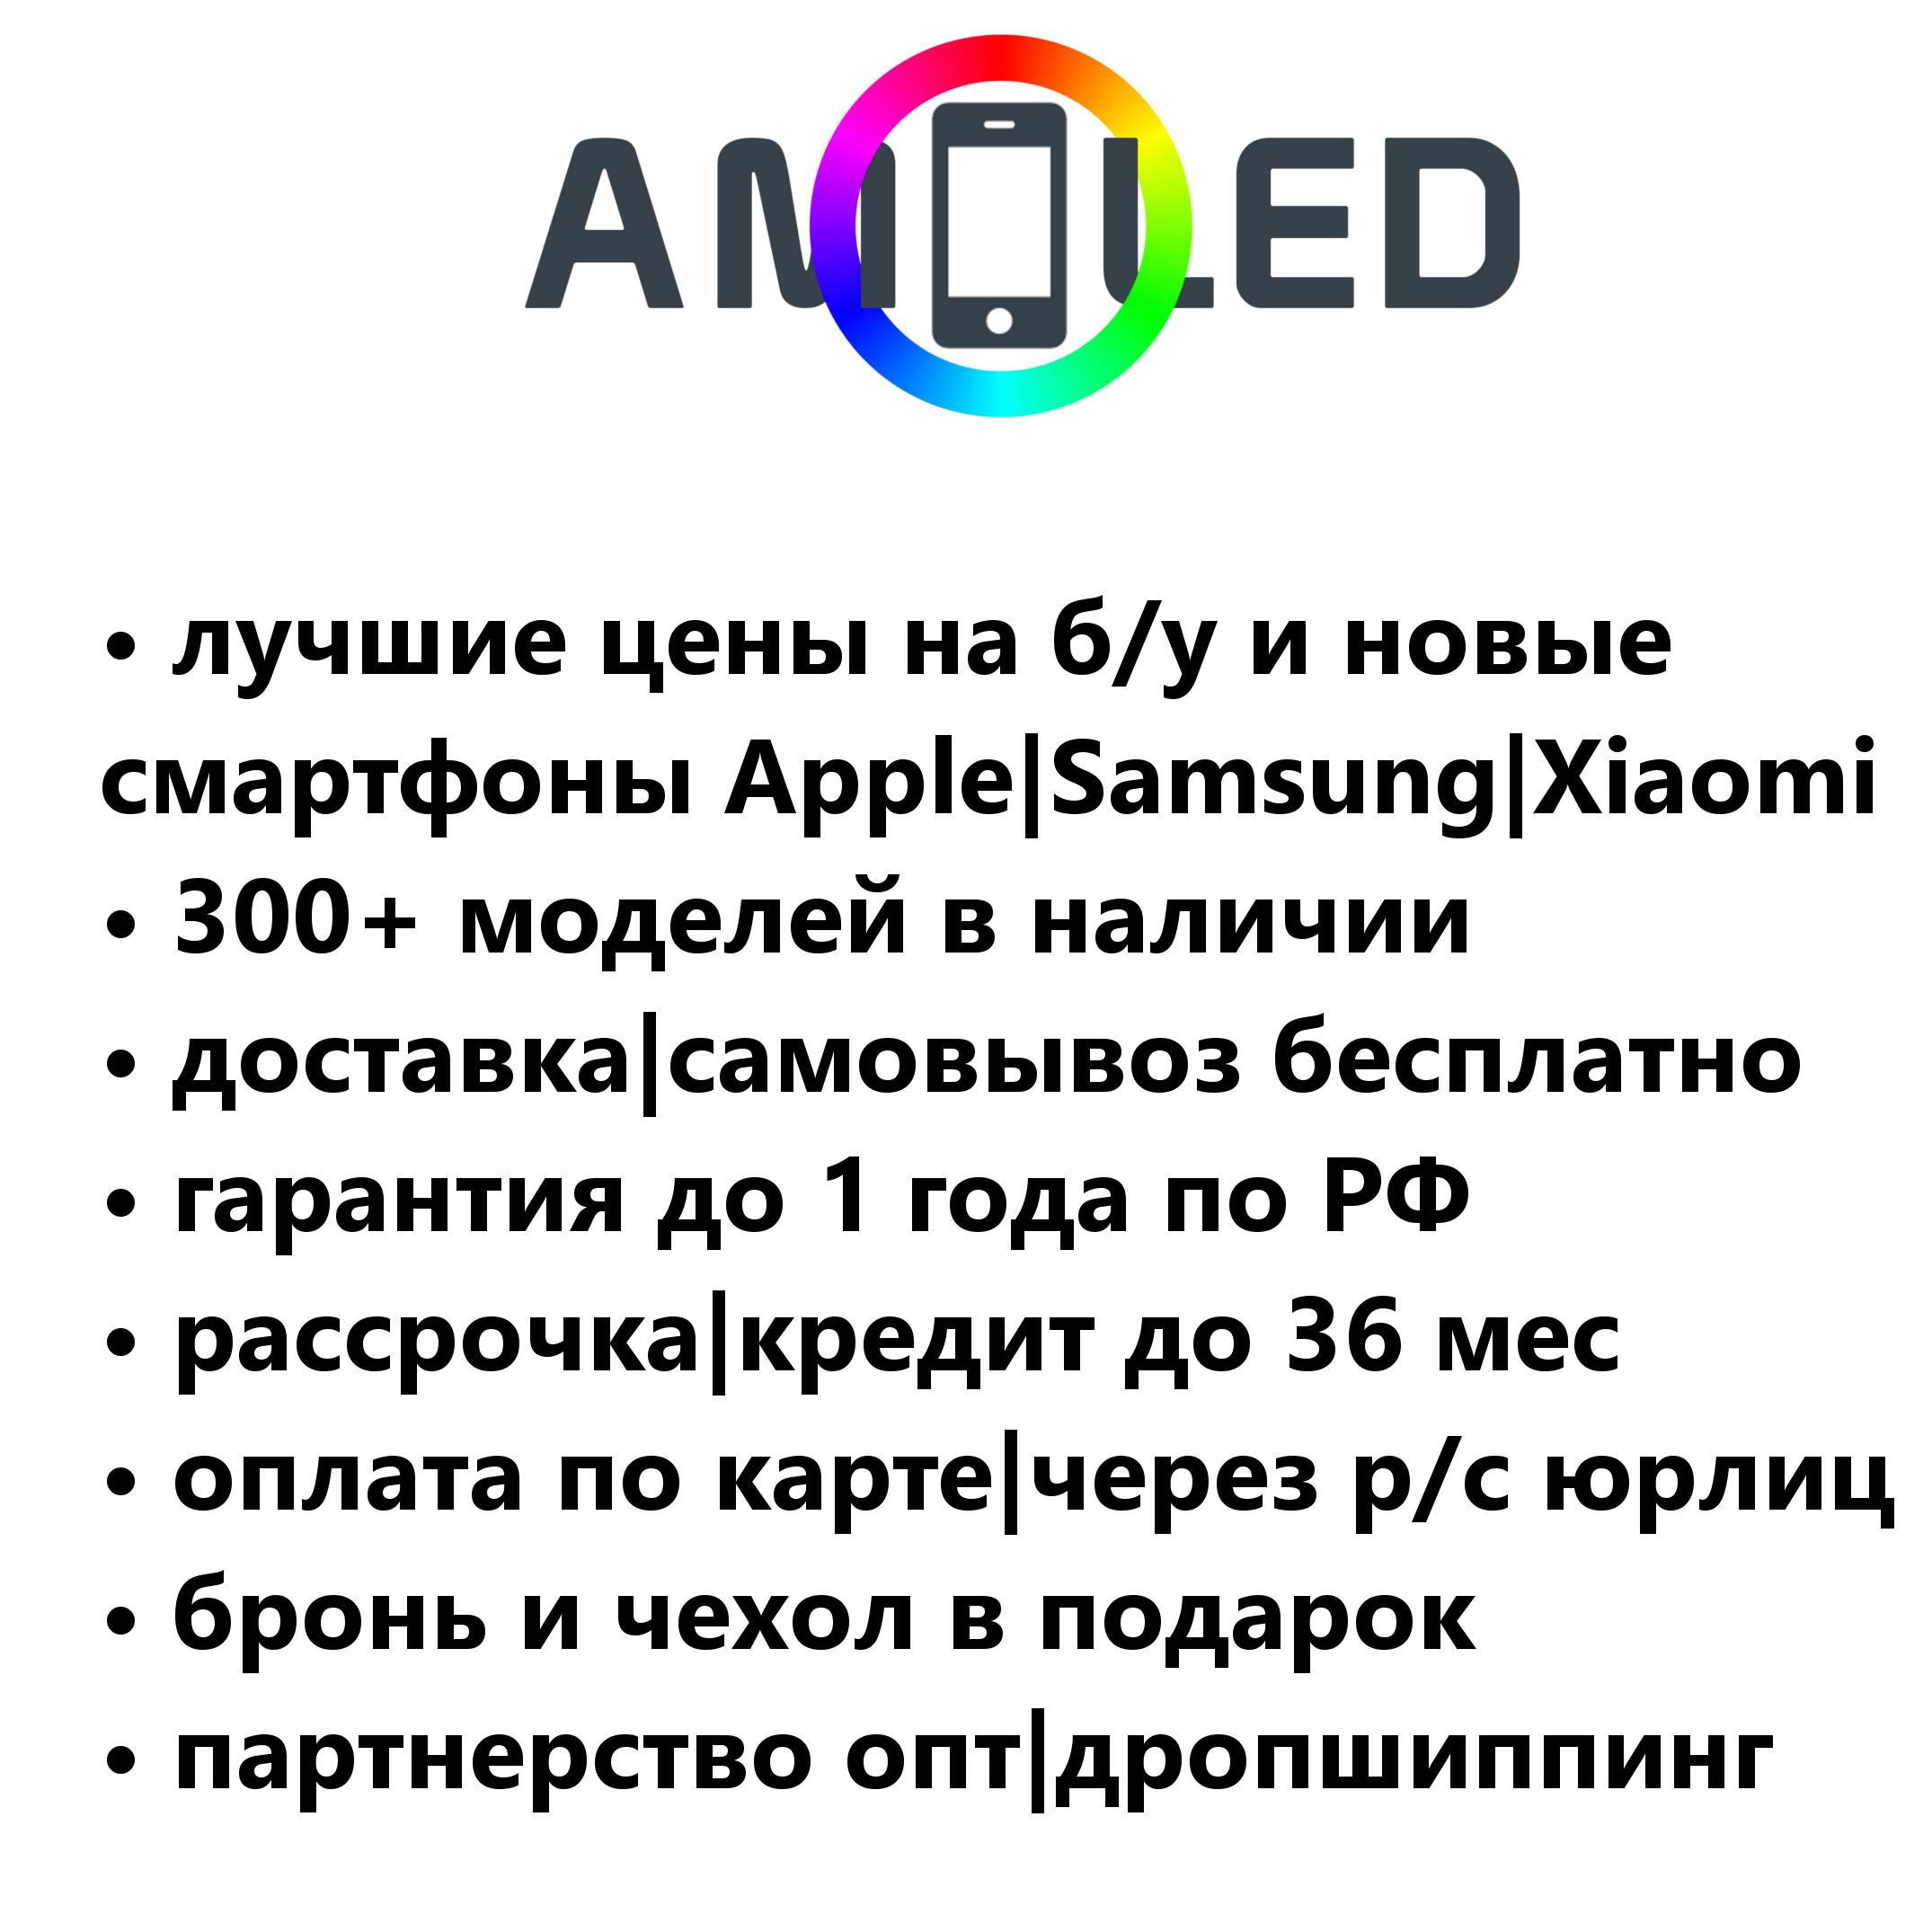 AMOLED
• лучшие цены на б/у и новые
смартфоны Apple|Samsung|Xiaomi
• 300+ моделей в наличии
• доставка|самовывоз бесплатно
• гарантия до 1 года по РФ
• рассрочка|кредит до 36 мес
• оплата по карте|через р/с юрлиц
• бронь и чехол в подарок
• партнерство опт|дропшиппинг